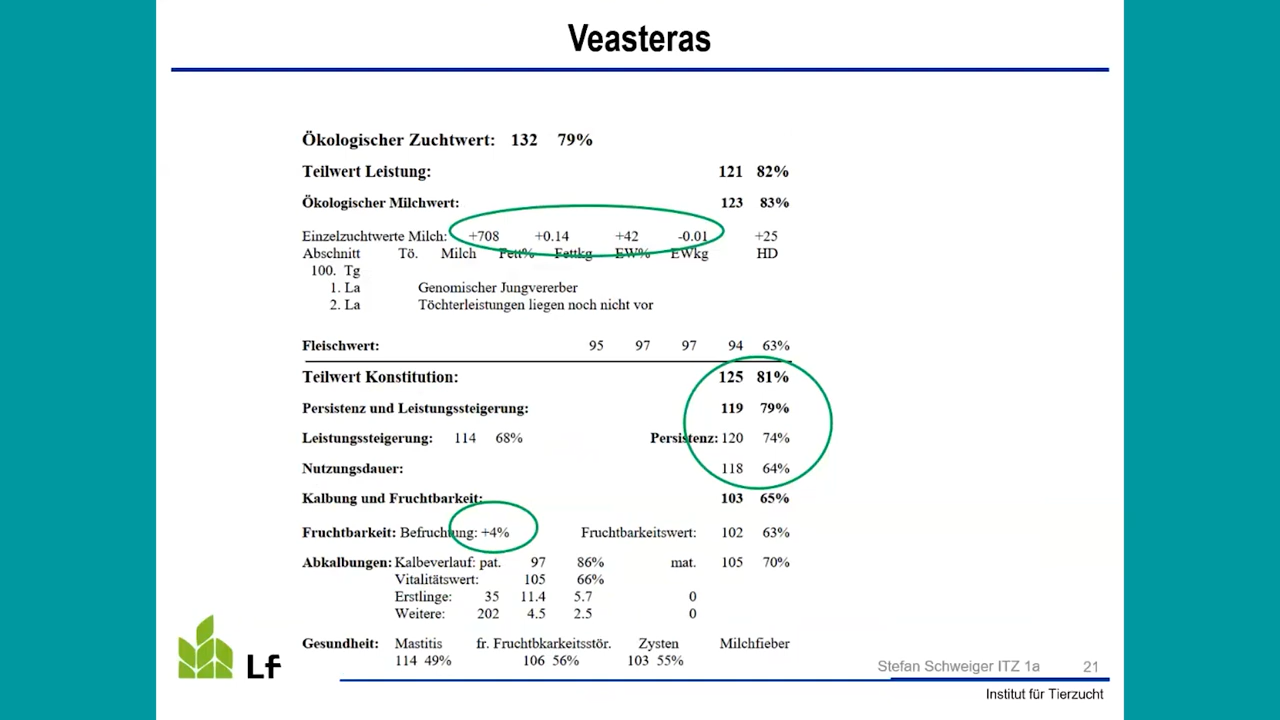 Veasteras
Ökologischer Zuchtwert: 132 79%
Teilwert Leistung: 121 82%
Ökologischer Milchwert: 123 83%
Einzelzuchtwerte Milch: +708 +0.14 +42 -0.01 +25
Abschnitt Tö. Milch Fett% Fettkg EW% EWkg HD
100. Tg
1. La Genomischer Jungvererber
2. La Töchterleistungen liegen noch nicht vor
Fleischwert: 95 97 97 94 63%
Teilwert Konstitution: 125 81%
Persistenz und Leistungssteigerung: 119 79%
Leistungssteigerung: 114 68% Persistenz: 120 74%
Nutzungsdauer: 118 64%
Kalbung und Fruchtbarkeit: 103 65%
Fruchtbarkeit: Befruchtung: +4% Fruchtbarkeitswert: 102 63%
Abkalbungen: Kalbeverlauf: pat. 97 86% mat. 105 70%
Vitalitätswert: 105 66%
Erstlinge: 35 11.4 5.7 0
Weitere: 202 4.5 2.5 0
Gesundheit: Mastitis fr. Fruchtbkarkeitsstör. Zysten Milchfieber
114 49% 106 56% 103 55%
Lf
Stefan Schweiger ITZ 1a 21
Institut für Tierzucht